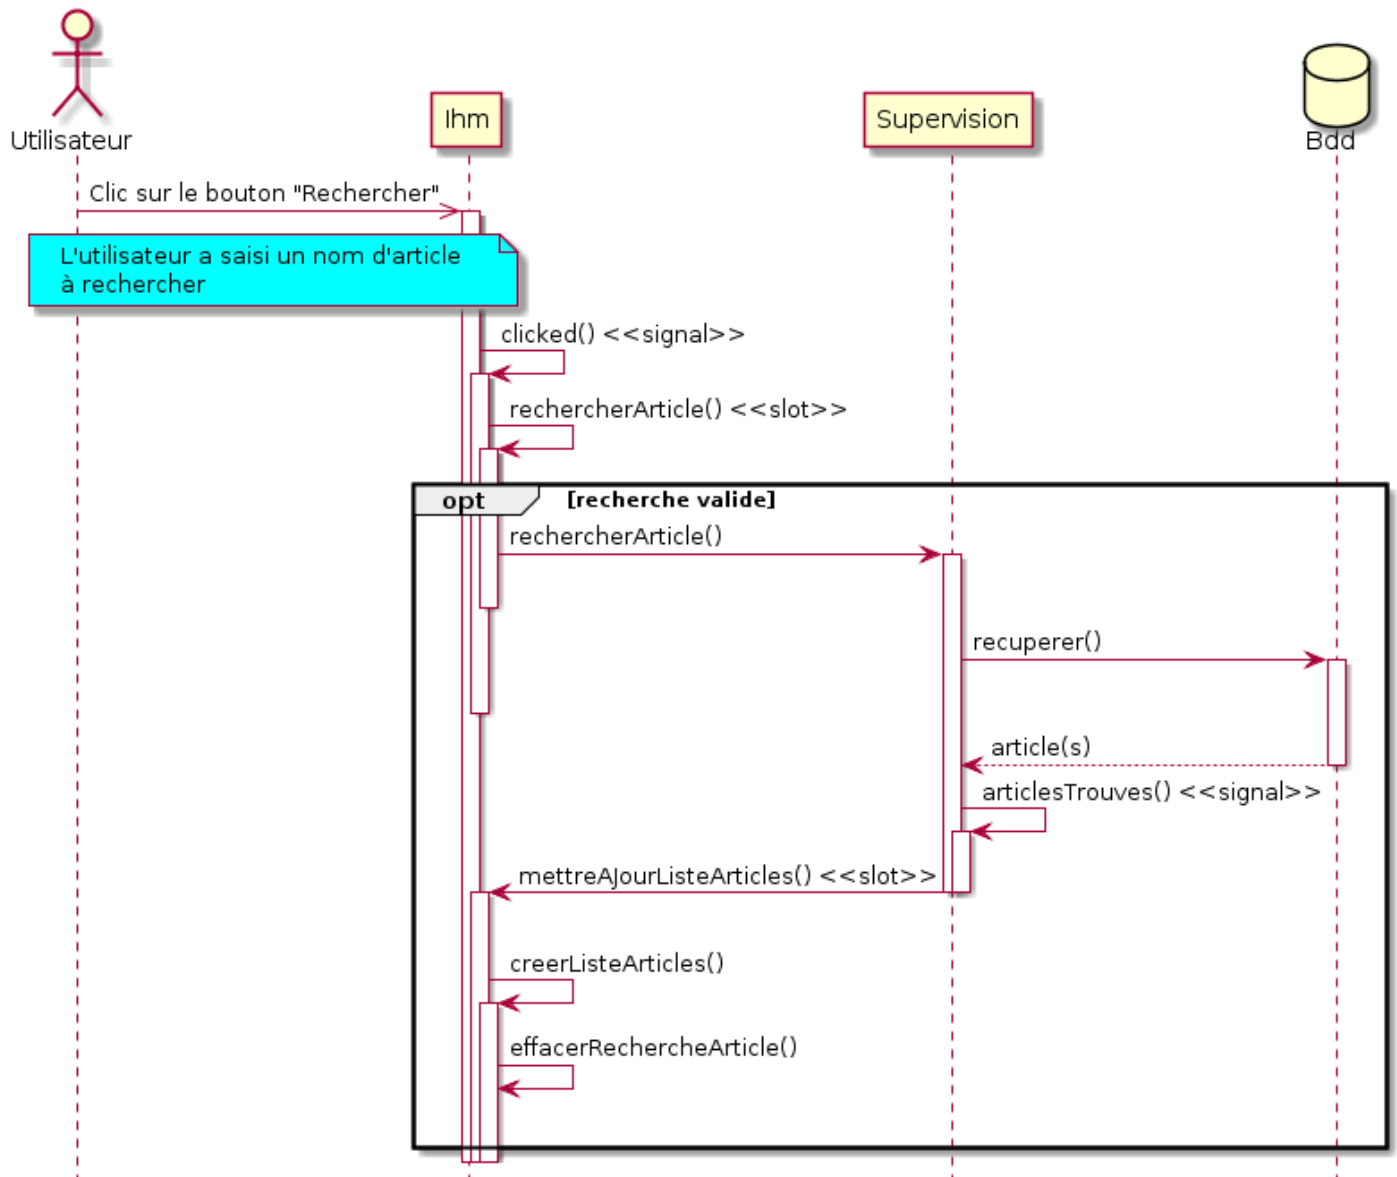 Utilisateur
Ihm
Supervision
Bdd
Clic sur le bouton "Rechercher"
L'utilisateur a saisi un nom d'article
à rechercher
clicked() <<signal>>
rechercherArticle() <<slot>>
opt
[recherche valide]
rechercherArticle()
recuperer()
article(s)
articlesTrouves() <<signal>>
mettreAJourListeArticles() <<slot>>
creerListeArticles()
effacerRechercheArticle()